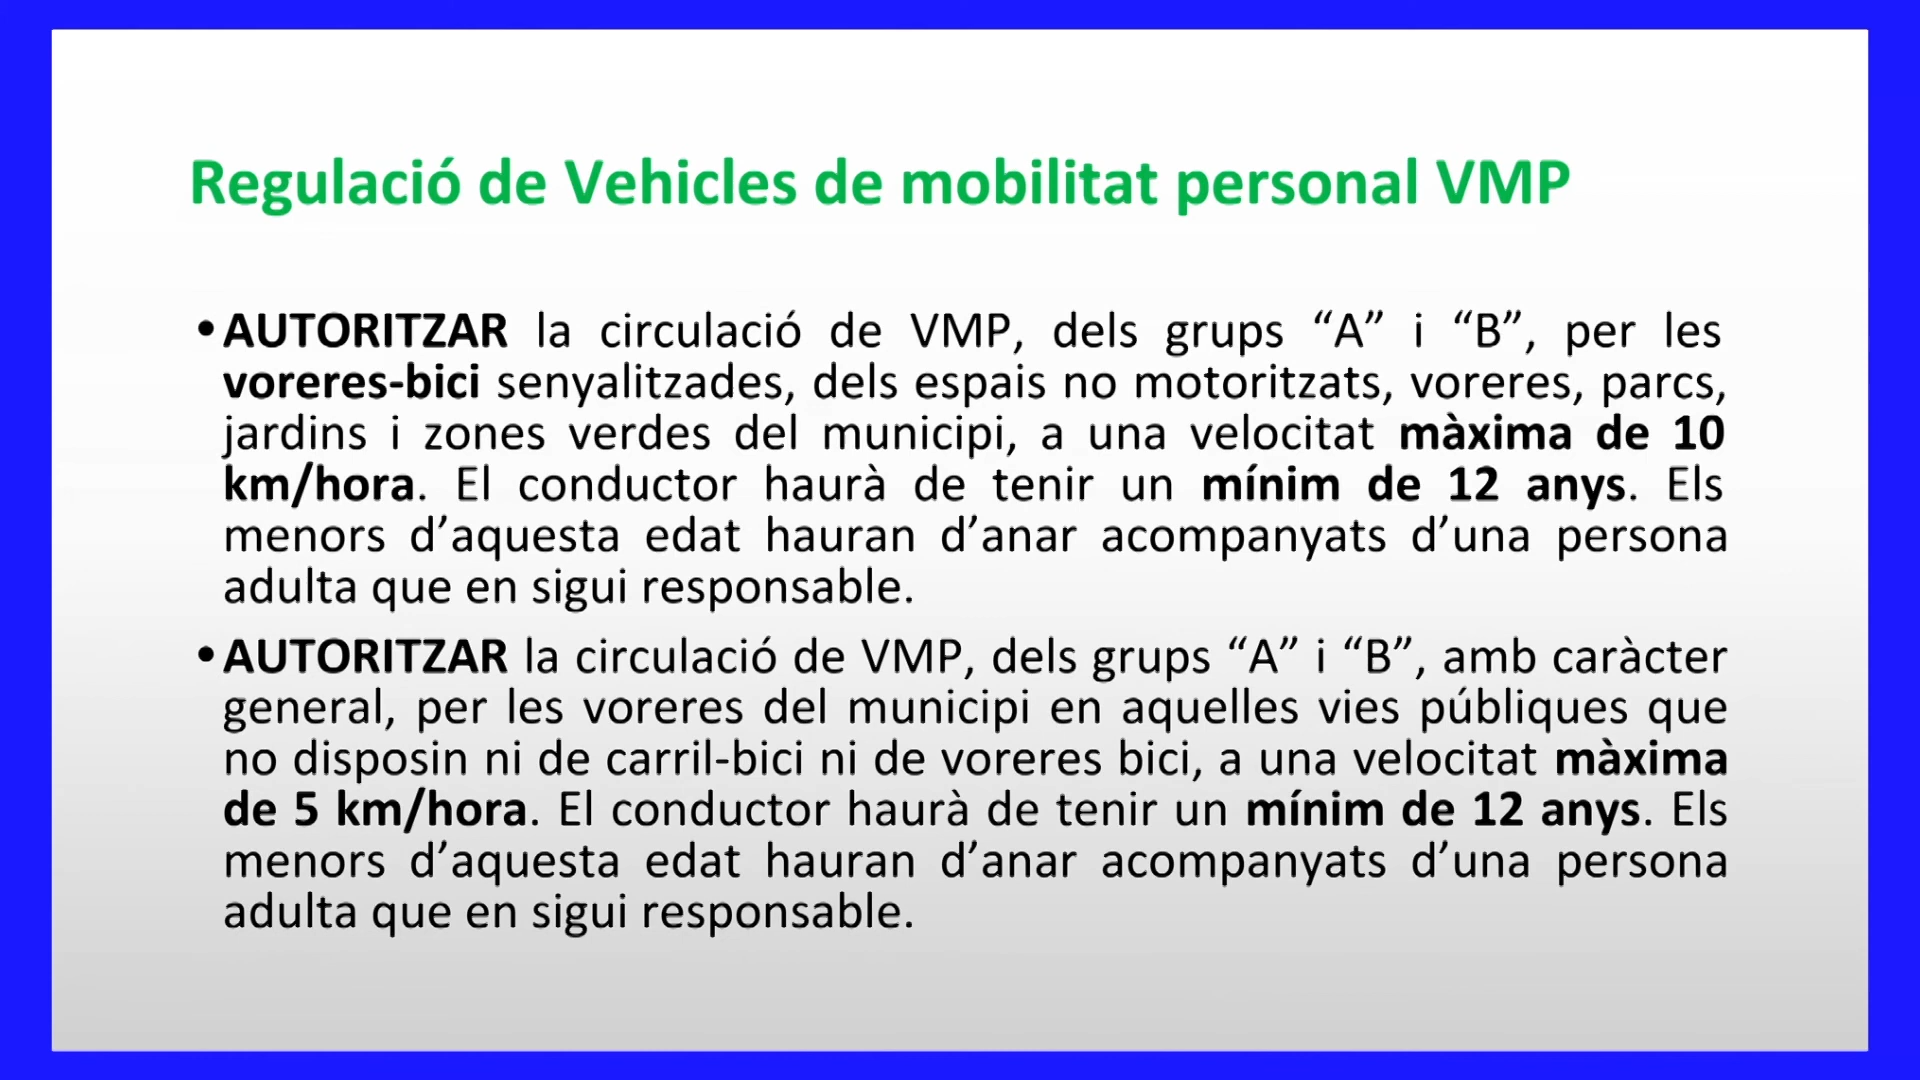 Regulació de Vehicles de mobilitat personal VMP
•AUTORITZAR la circulació de VMP, dels grups “A” i “B”, per les
voreres-bici senyalitzades, dels espais no motoritzats, voreres, parcs,
jardins i zones verdes del municipi, a una velocitat màxima de 10
km/hora. El conductor haurà de tenir un mínim de 12 anys. Els
menors d’aquesta edat hauran d’anar acompanyats d’una persona
adulta que en sigui responsable.
•AUTORITZAR la circulació de VMP, dels grups “A” i “B”, amb caràcter
general, per les voreres del municipi en aquelles vies públiques que
no disposin ni de carril-bici ni de voreres bici, a una velocitat màxima
de 5 km/hora. El conductor haurà de tenir un mínim de 12 anys. Els
menors d’aquesta edat hauran d’anar acompanyats d’una persona
adulta que en sigui responsable.